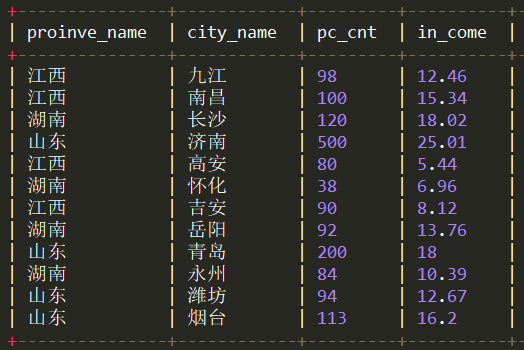 +---------------+------------+---------+----------+
| proinve_name | city_name | pc_cnt | in_come |
+---------------+------------+---------+----------+
| 江西 | 九江 | 98 | 12.46
| 江西 | 南昌 | 100 | 15.34
| 湖南 | 长沙 | 120 | 18.02
| 山东 | 济南 | 500 | 25.01
| 江西 | 高安 | 80 | 5.44
| 湖南 | 怀化 | 38 | 6.96
| 江西 | 吉安 | 90 | 8.12
| 湖南 | 岳阳 | 92 | 13.76
| 山东 | 青岛 | 200 | 18
| 湖南 | 永州 | 84 | 10.39
| 山东 | 潍坊 | 94 | 12.67
| 山东 | 烟台 | 113 | 16.2
+---------------+------------+---------+----------+